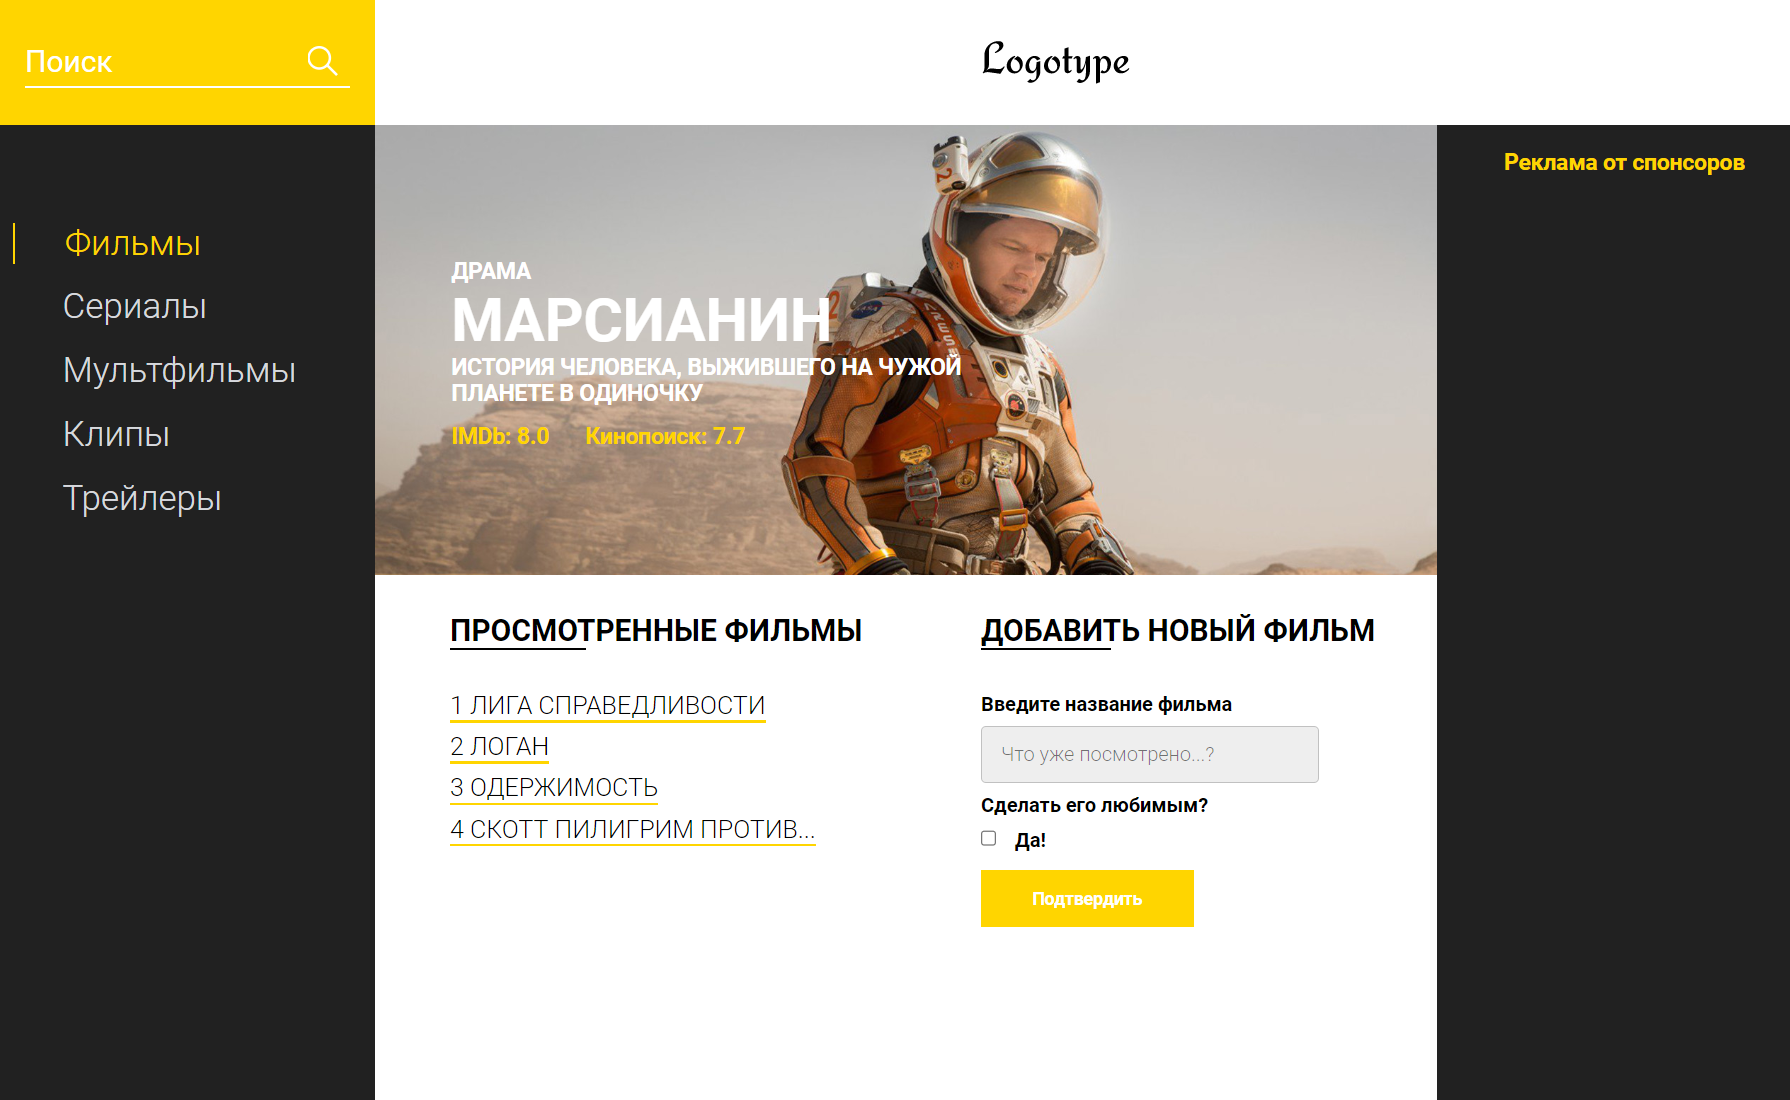 Поиск
Logotype
Реклама от спонсоров
Фильмы
Сериалы
Мультфильмы
Клипы
Трейлеры
ДРАМА
МАРСИАНИН
ИСТОРИЯ ЧЕЛОВЕКА, ВЫЖИВШЕГО НА ЧУЖОЙ
ПЛАНЕТЕ В ОДИНОЧКУ
IMDb: 8.0 Кинопоиск: 7.7
ПРОСМОТРЕННЫЕ ФИЛЬМЫ
1 ЛИГА СПРАВЕДЛИВОСТИ
2 ЛОГАН
3 ОДЕРЖИМОСТЬ
4 СКОТТ ПИЛИГРИМ ПРОТИВ...
ДОБАВИТЬ НОВЫЙ ФИЛЬМ
Введите название фильма
Что уже посмотрено...?
Сделать его любимым?
Да!
Подтвердить